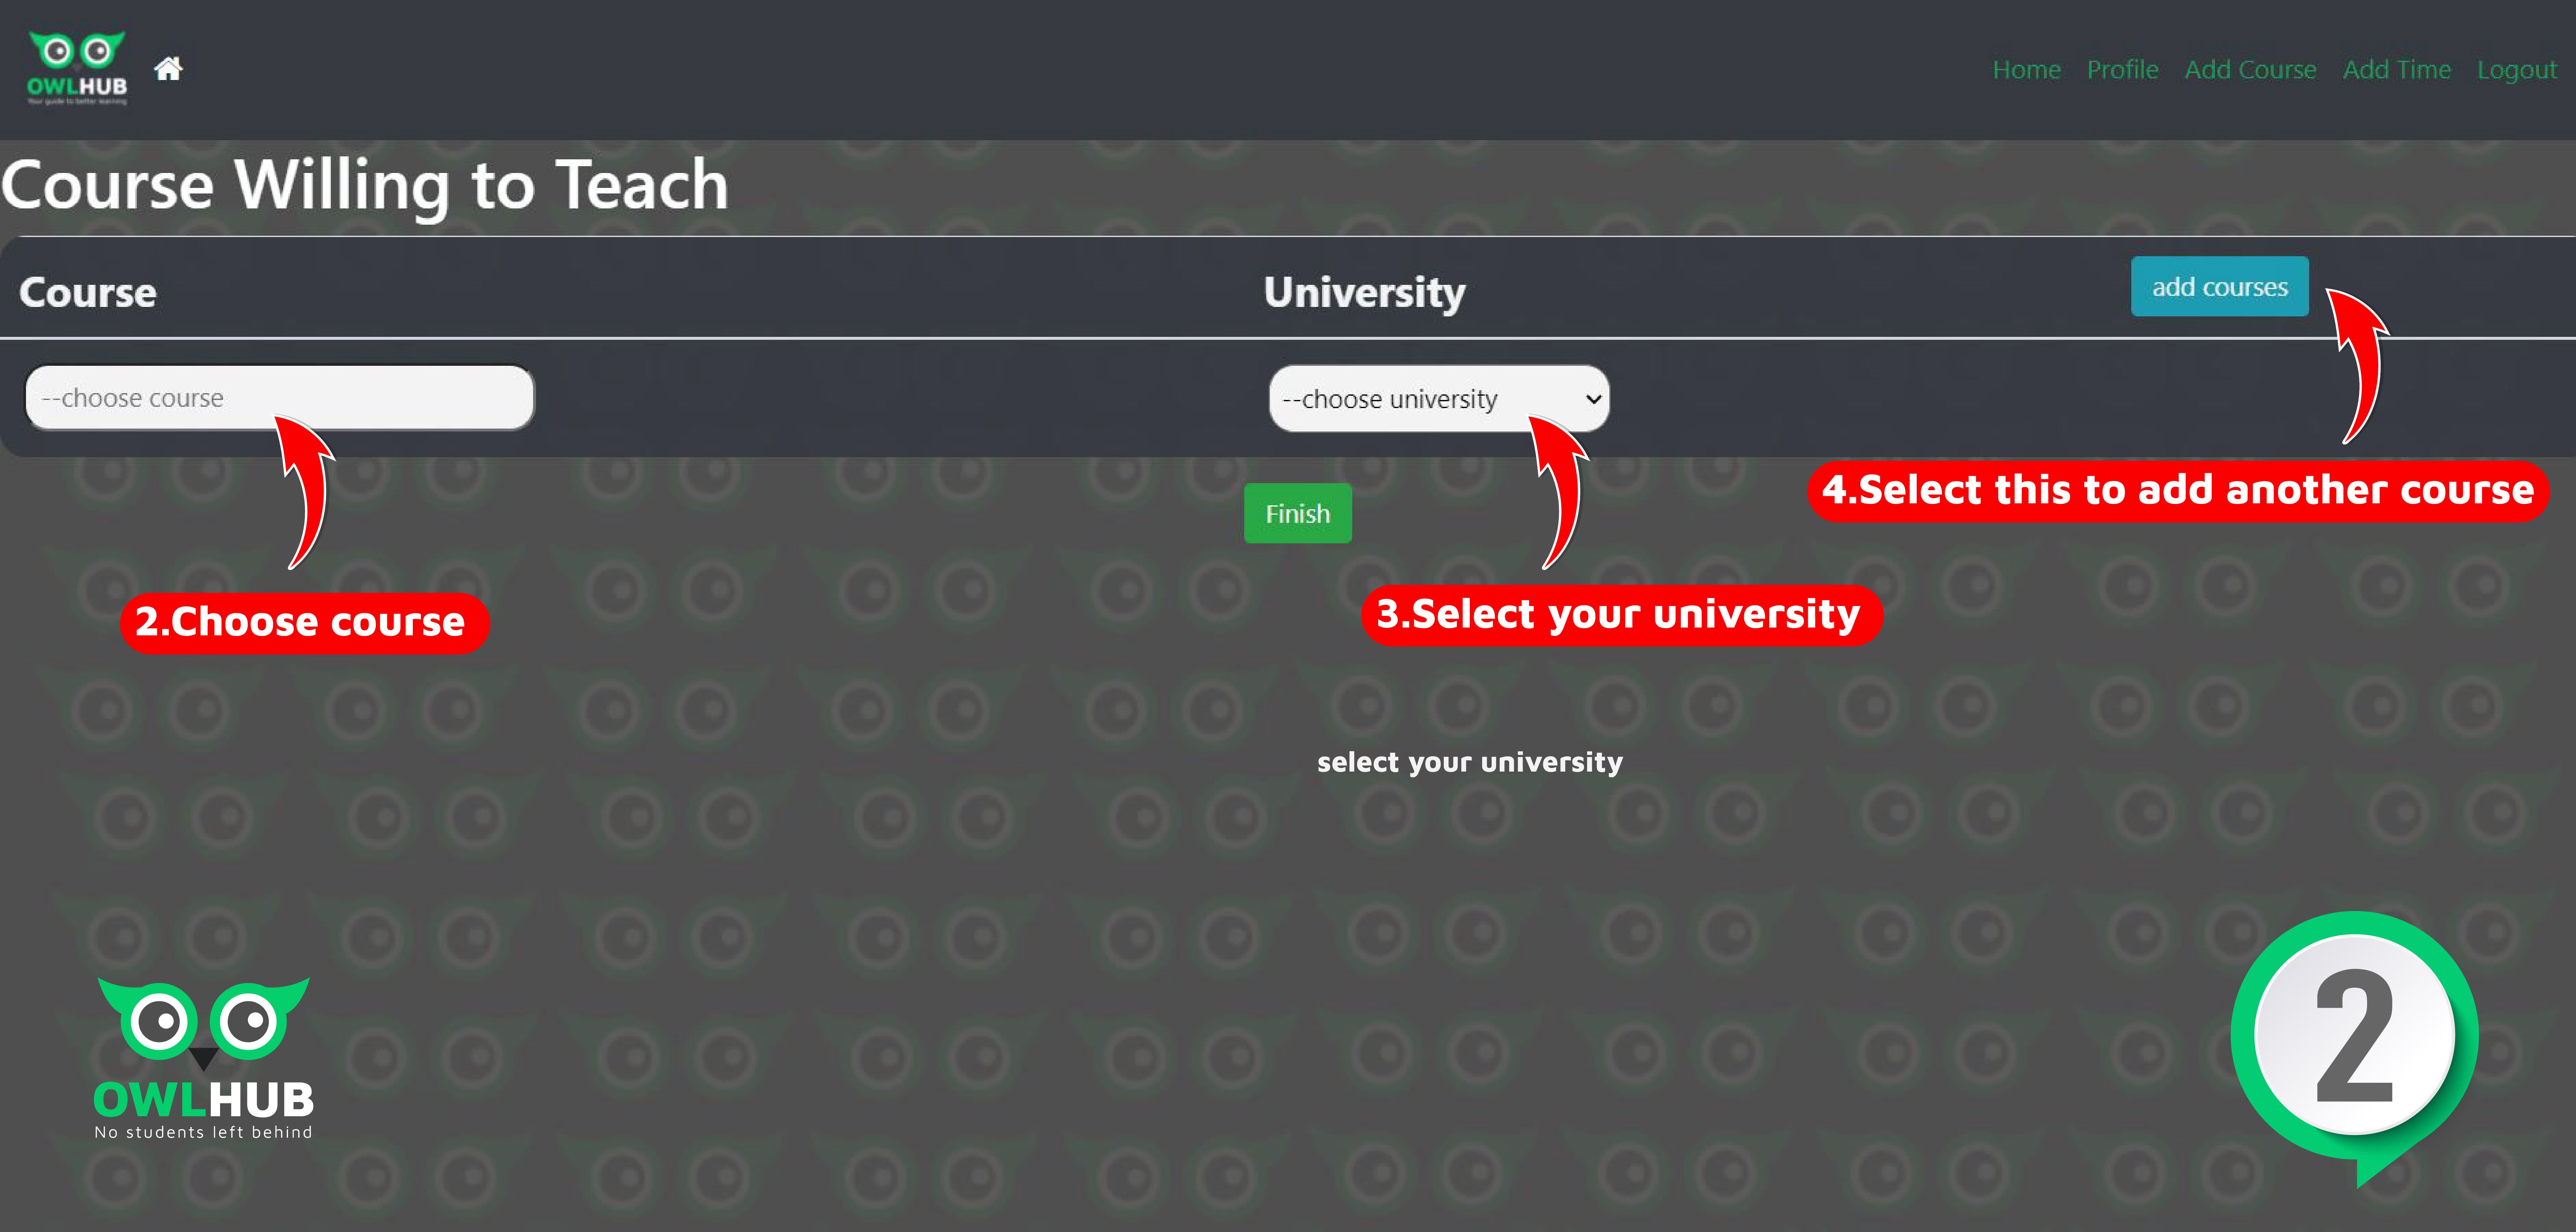 OWLHUB
Your guide to better learning
Home Profile Add Course Add Time Logout
Course Willing to Teach
Course University add courses
--choose course --choose university
4.Select this to add another course
Finish
2.Choose course
3.Select your university
select your university
OWLHUB
No students left behind
2